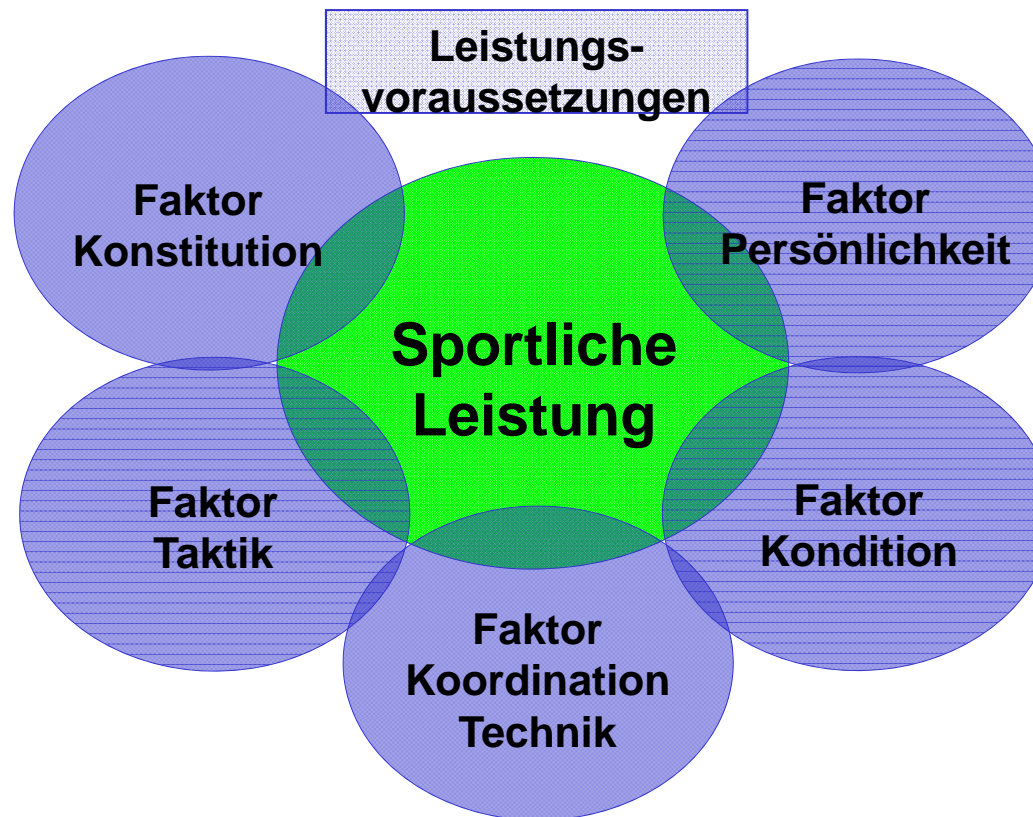 Leistungs-
voraussetzungen
Faktor
Konstitution
Faktor
Persönlichkeit
Sportliche
Leistung
Faktor
Taktik
Faktor
Kondition
Faktor
Koordination
Technik